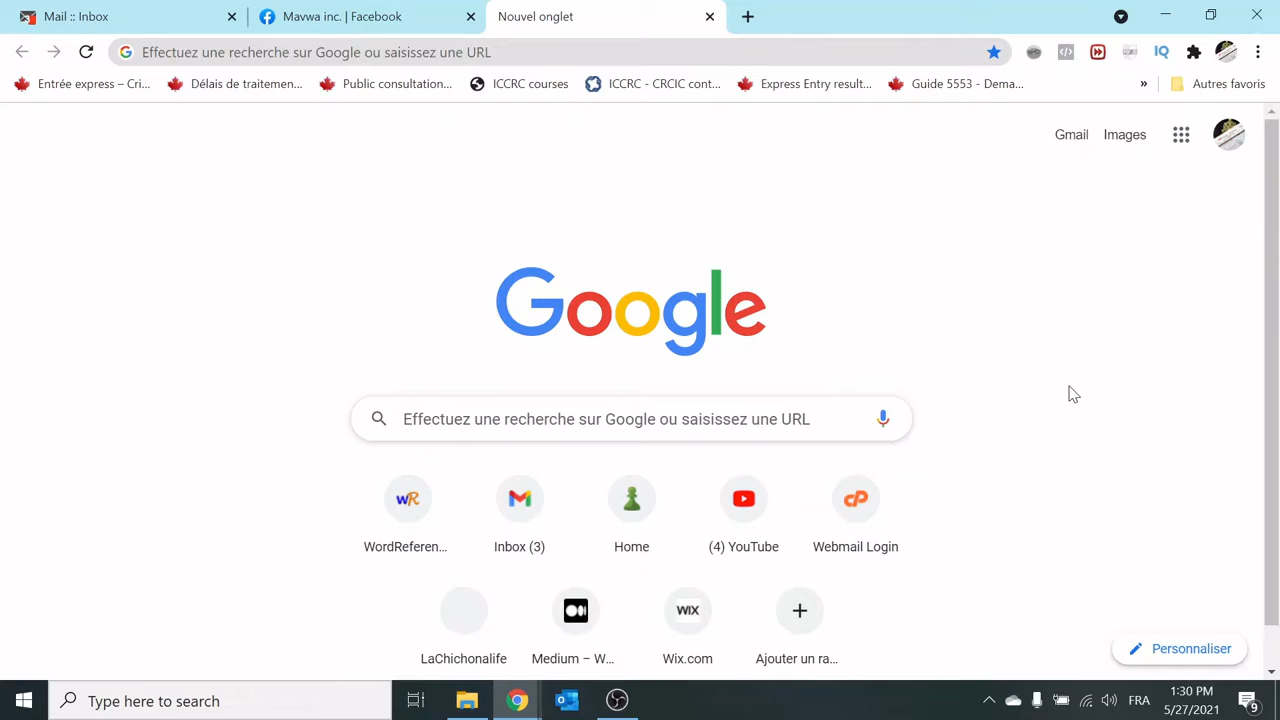 Mail :: Inbox
Mavwa inc. | Facebook
Nouvel onglet
Effectuez une recherche sur Google ou saisissez une URL
IQ
Entrée express – Cri...
Délais de traitemen...
Public consultation...
ICCRC courses
ICCRC - CRCIC cont...
Express Entry result...
Guide 5553 - Dema...
»
Autres favoris
Gmail
Images
Google
Effectuez une recherche sur Google ou saisissez une URL
WordReferen...
Inbox (3)
Home
(4) YouTube
Webmail Login
LaChichonalife
Medium – W...
WIX
Wix.com
Ajouter un ra...
Personnaliser
Type here to search
FRA
1:30 PM
5/27/2021
9